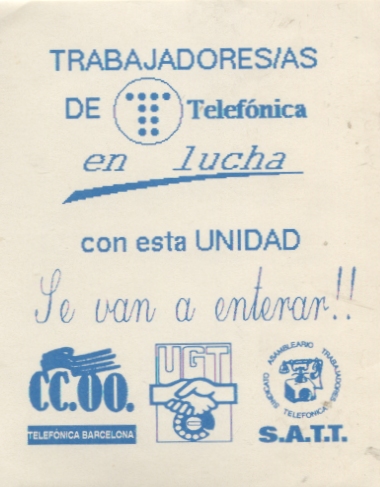 TRABAJADORES/AS
DE Telefónica
en lucha
con esta UNIDAD
Se van a enterar!!
CC.OO.
TELEFÓNICA BARCELONA
UGT
SINDICATO ASAMBLEARIO TRABAJADORES TELEFONICA
S.A.T.T.